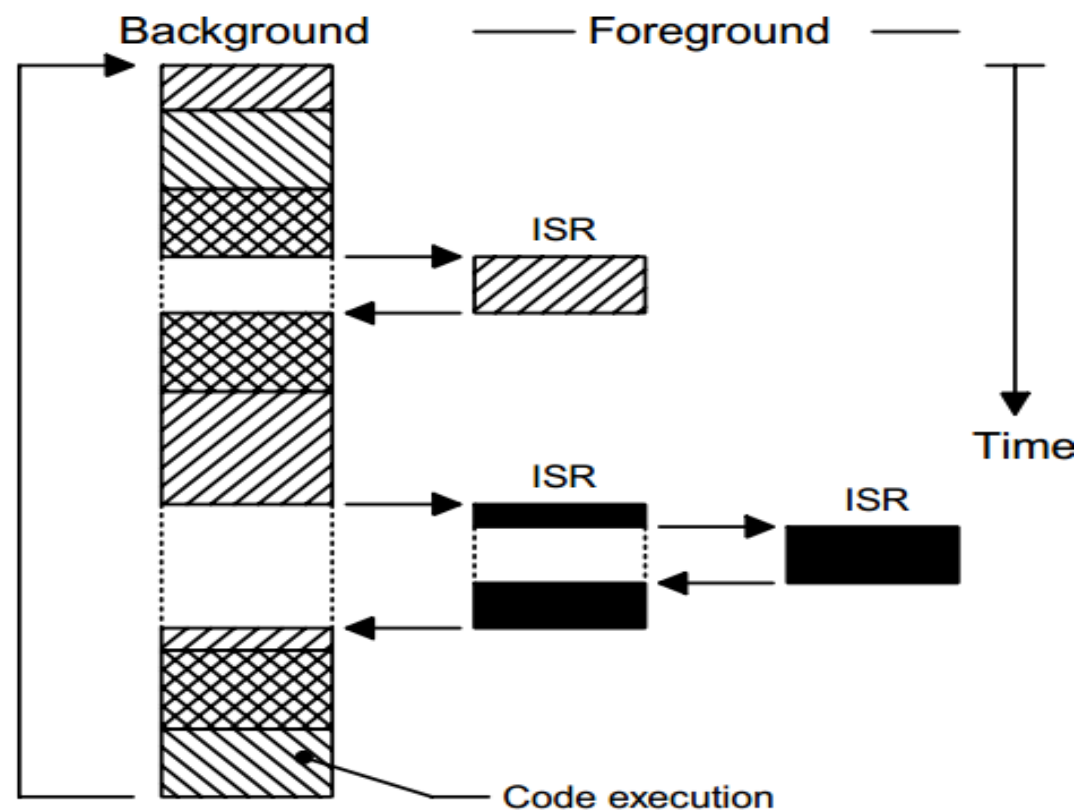 Background
Foreground
ISR
Time
ISR
ISR
Code execution